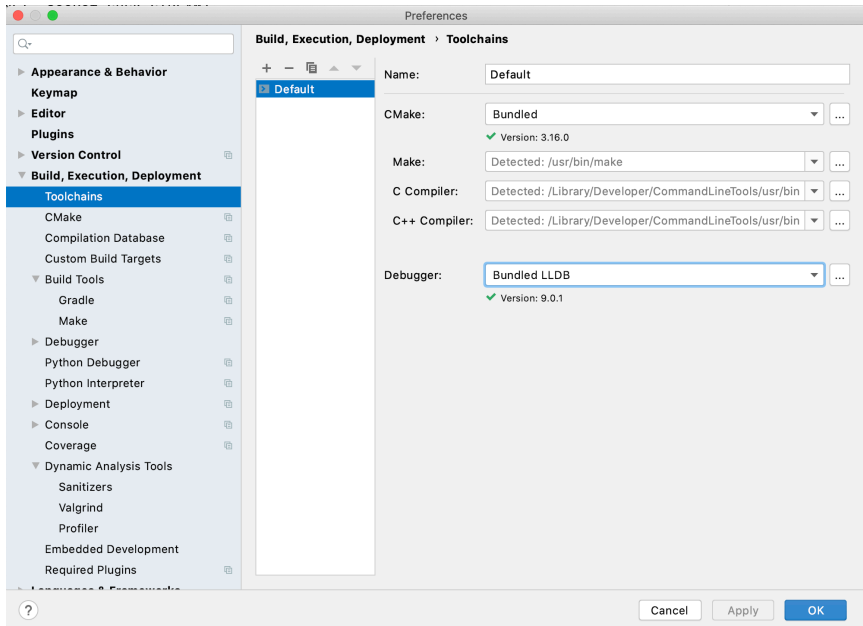 Preferences
Build, Execution, Deployment › Toolchains
Appearance & Behavior
Keymap
Editor
Plugins
Version Control
Build, Execution, Deployment
Toolchains
CMake
Compilation Database
Custom Build Targets
Build Tools
Gradle
Make
Debugger
Python Debugger
Python Interpreter
Deployment
Console
Coverage
Dynamic Analysis Tools
Sanitizers
Valgrind
Profiler
Embedded Development
Required Plugins
Languages & Frameworks
Default
Name: Default
CMake: Bundled ...
Version: 3.16.0
Make: Detected: /usr/bin/make ...
C Compiler: Detected: /Library/Developer/CommandLineTools/usr/bin ...
C++ Compiler: Detected: /Library/Developer/CommandLineTools/usr/bin ...
Debugger: Bundled LLDB ...
Version: 9.0.1
? Cancel Apply OK